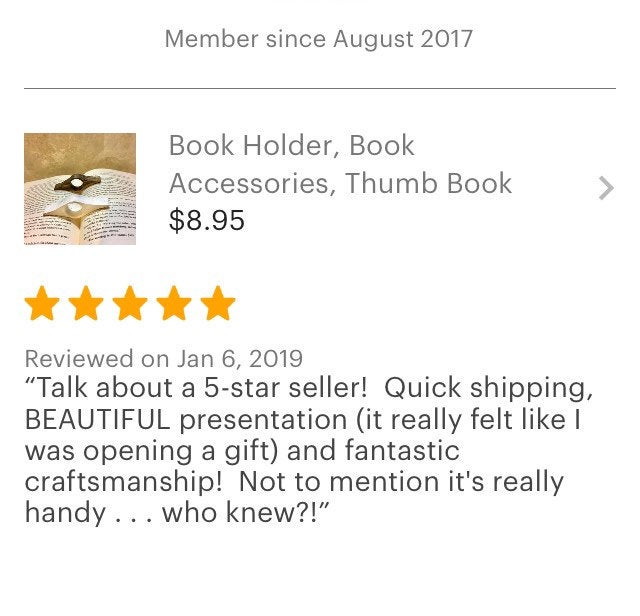 Member since August 2017
Book Holder, Book
Accessories, Thumb Book
$8.95
Reviewed on Jan 6, 2019
“Talk about a 5-star seller!  Quick shipping,
BEAUTIFUL presentation (it really felt like I
was opening a gift) and fantastic
craftsmanship!  Not to mention it's really
handy . . . who knew?!”